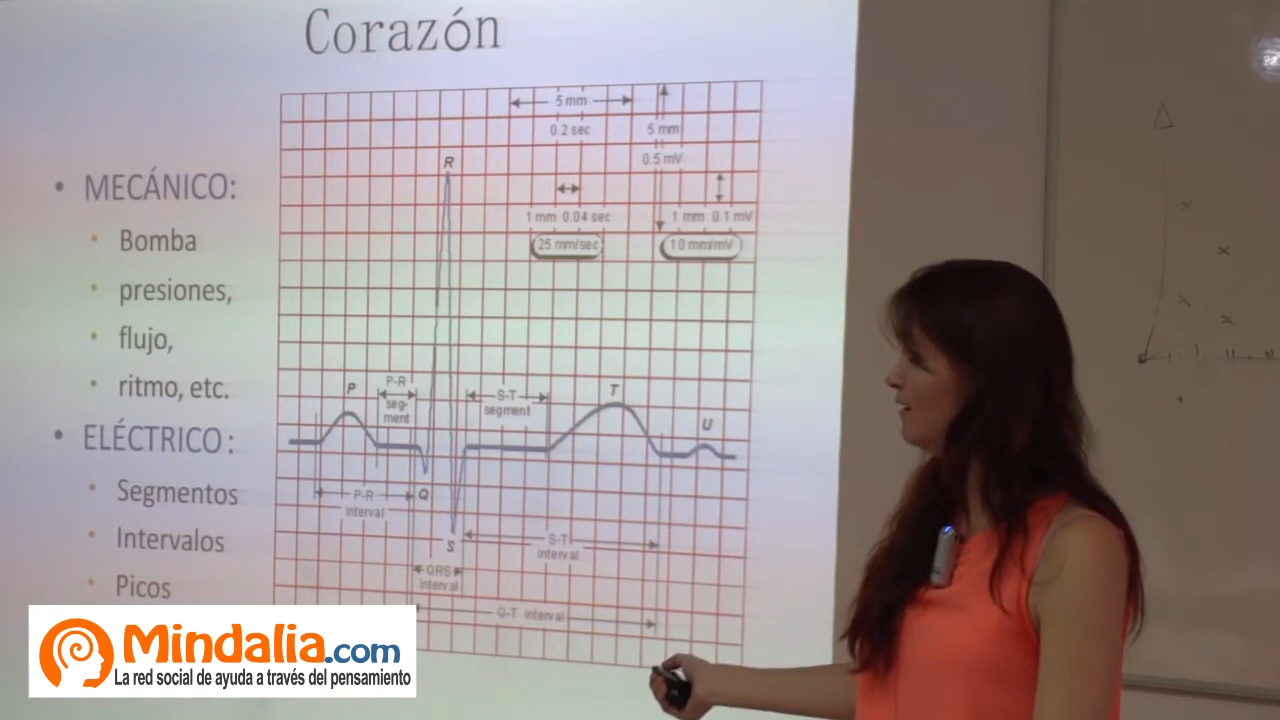 Corazón
• MECÁNICO:
• Bomba
• presiones,
• flujo,
• ritmo, etc.
• ELÉCTRICO:
• Segmentos
• Intervalos
• Picos
5 mm
0.2 sec
5 mm
0.5 mV
1 mm 0.04 sec
1 mm 0.1 mV
25 mm/sec
10 mm/mV
R
P
P-R
seg-
ment
S-T
segment
T
U
P-R
interval
Q
S
S-T
interval
QRS
interval
Q-T interval
Mindalia.com
La red social de ayuda a través del pensamiento